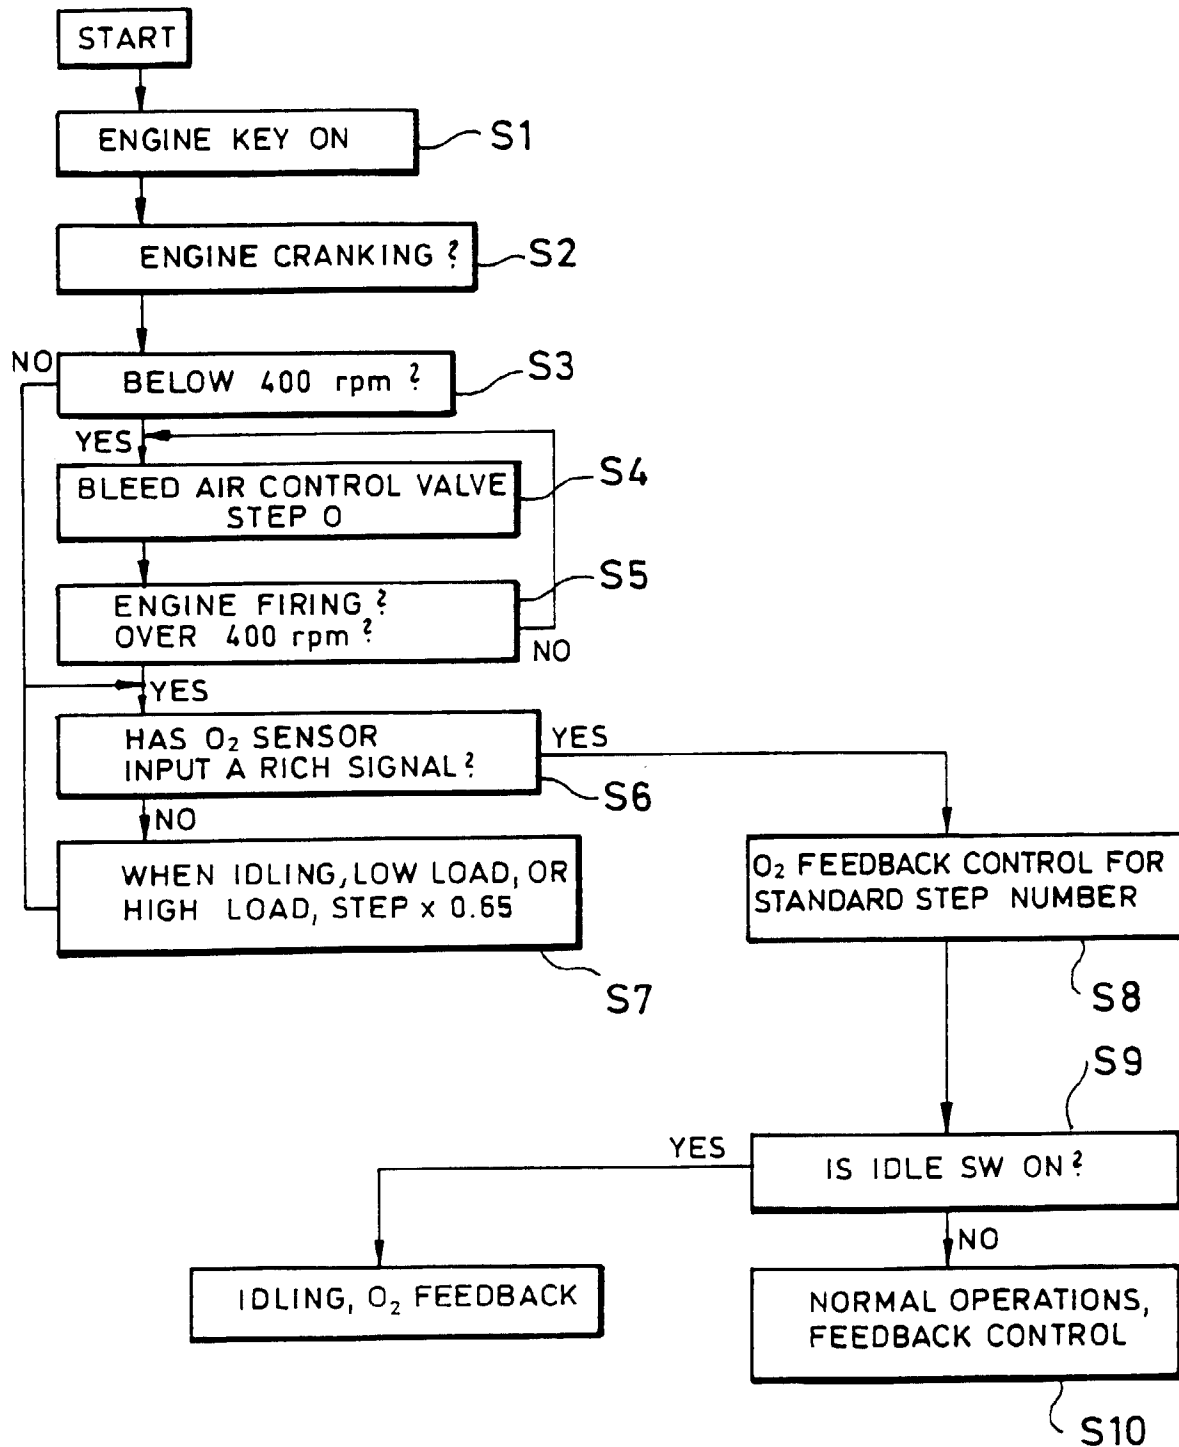 START
ENGINE KEY ON
S1
ENGINE CRANKING ?
S2
NO
BELOW 400 rpm ?
S3
YES
BLEED AIR CONTROL VALVE
STEP 0
S4
ENGINE FIRING ?
OVER 400 rpm ?
S5
NO
YES
HAS O₂ SENSOR
INPUT A RICH SIGNAL ?
YES
S6
NO
WHEN IDLING, LOW LOAD, OR
HIGH LOAD, STEP x 0.65
S7
O₂ FEEDBACK CONTROL FOR
STANDARD STEP NUMBER
S8
S9
YES
IS IDLE SW ON ?
NO
IDLING, O₂ FEEDBACK
NORMAL OPERATIONS,
FEEDBACK CONTROL
S10